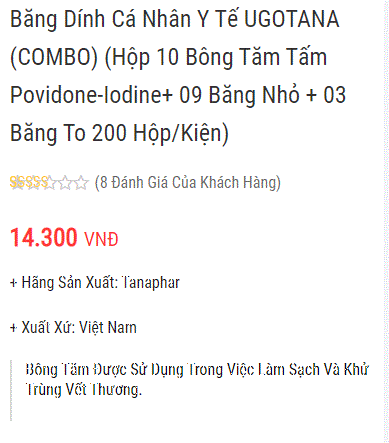 Băng Dính Cá Nhân Y Tế UGOTANA
(COMBO) (Hộp 10 Bông Tăm Tấm
Povidone-Iodine+ 09 Băng Nhỏ + 03
Băng To 200 Hộp/Kiện)
(8 Đánh Giá Của Khách Hàng)
14.300 VNĐ
+ Hãng Sản Xuất: Tanaphar
+ Xuất Xứ: Việt Nam
Bông Tăm Được Sử Dụng Trong Việc Làm Sạch Và Khử
Trùng Vết Thương.